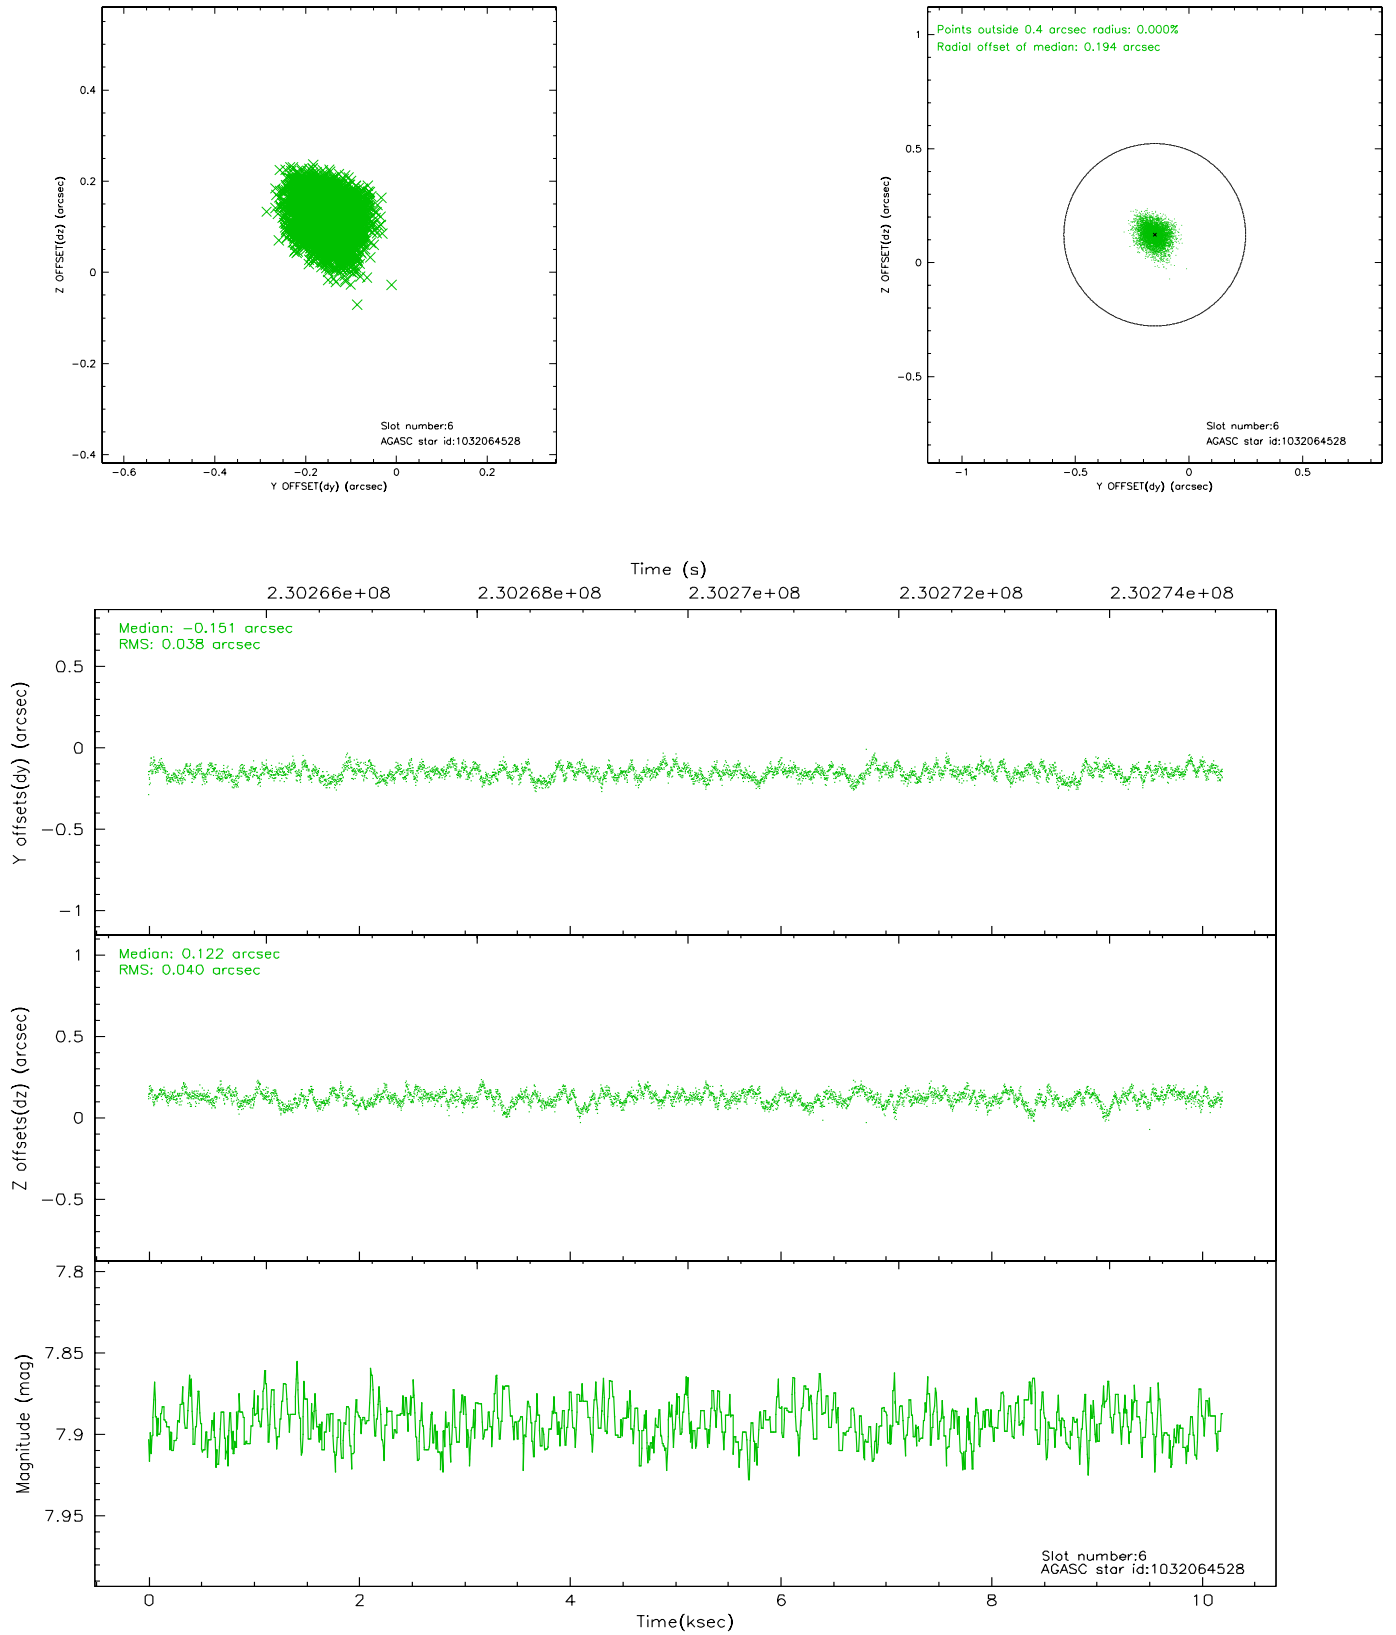 0.4
0.2
0
−0.2
−0.4
Z OFFSET(dz) (arcsec)
Slot number:6
AGASC star id:1032064528
−0.6 −0.4 −0.2 0 0.2
Y OFFSET(dy) (arcsec)
Points outside 0.4 arcsec radius: 0.000%
Radial offset of median: 0.194 arcsec
1
0.5
0
−0.5
Z OFFSET(dz) (arcsec)
Slot number:6
AGASC star id:1032064528
−1 −0.5 0 0.5
Y OFFSET(dy) (arcsec)
Time (s)
2.30266e+08 2.30268e+08 2.3027e+08 2.30272e+08 2.30274e+08
Median: −0.151 arcsec
RMS: 0.038 arcsec
0.5
0
−0.5
−1
Y offsets(dy) (arcsec)
Median: 0.122 arcsec
RMS: 0.040 arcsec
1
0.5
0
−0.5
Z offsets(dz) (arcsec)
7.8
7.85
7.9
7.95
Magnitude (mag)
Slot number:6
AGASC star id:1032064528
0 2 4 6 8 10
Time(ksec)